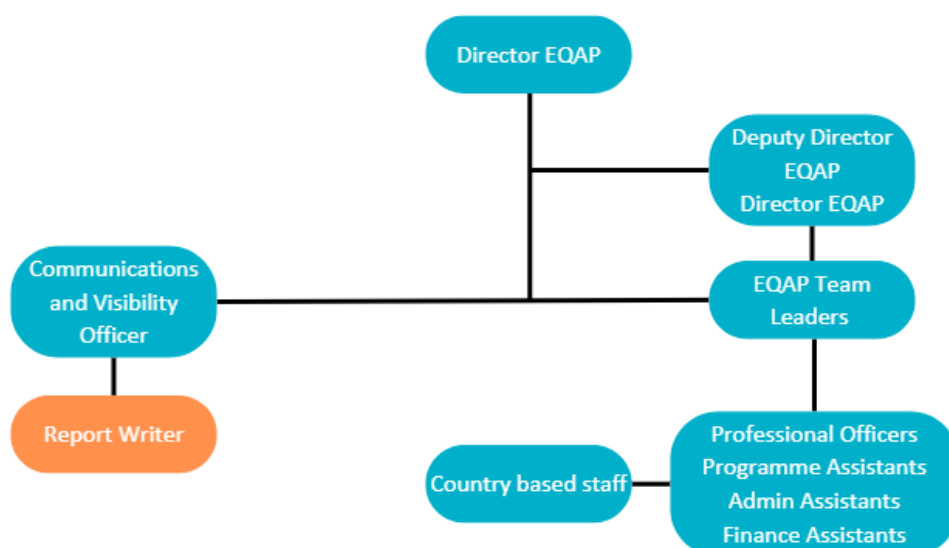 Director EQAP
Deputy Director
EQAP
Director EQAP
Communications
and Visibility
Officer
EQAP Team
Leaders
Report Writer
Professional Officers
Programme Assistants
Admin Assistants
Finance Assistants
Country based staff